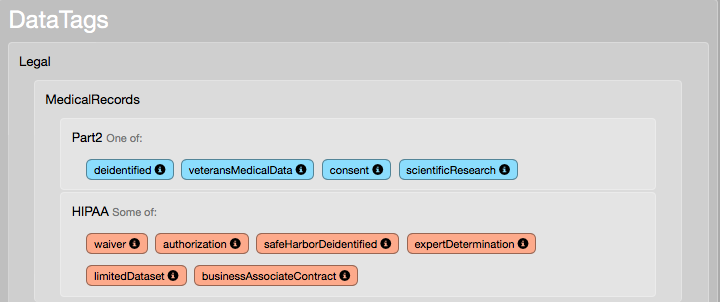 DataTags
Legal
MedicalRecords
Part2 One of:
deidentified veteransMedicalData consent scientificResearch
HIPAA Some of:
waiver authorization safeHarborDeidentified expertDetermination
limitedDataset businessAssociateContract